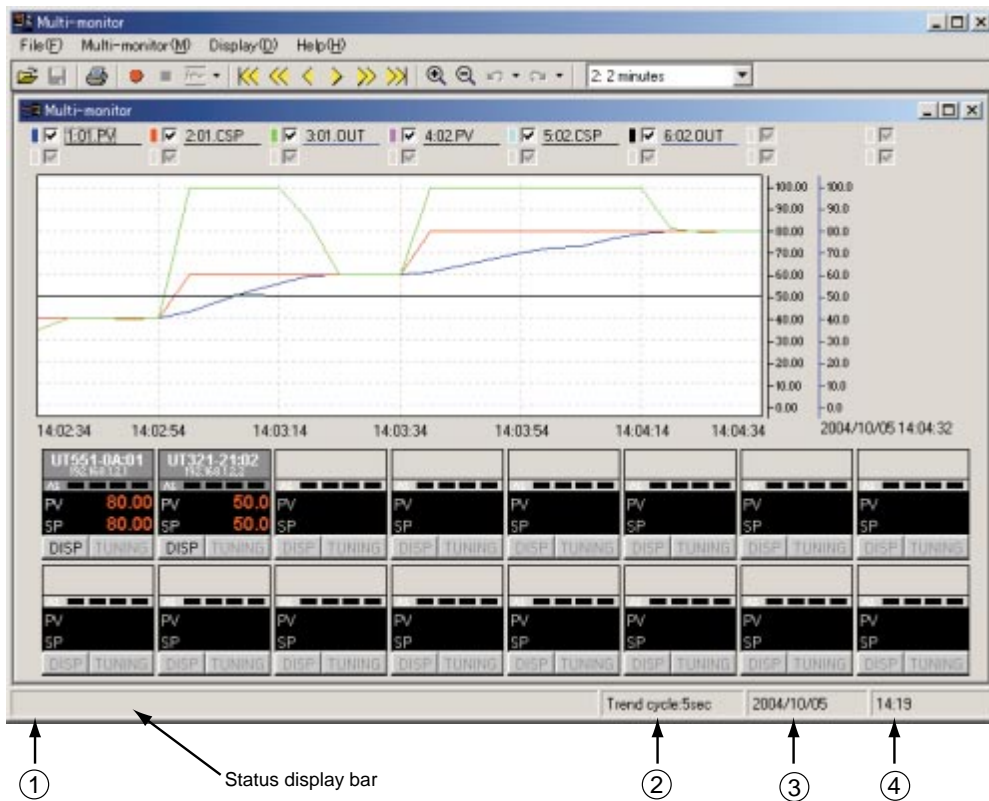 Multi-monitor
File(F) Multi-monitor(M) Display(D) Help(H)
2: 2 minutes
Multi-monitor
1:01.PV 2:01.CSP 3:01.OUT 4:02.PV 5:02.CSP 6:02.OUT
100.00 100.0
90.00 90.0
80.00 80.0
70.00 70.0
60.00 60.0
50.00 50.0
40.00 40.0
30.00 30.0
20.00 20.0
10.00 10.0
0.00 0.0
14:02:34 14:02:54 14:03:14 14:03:34 14:03:54 14:04:14 14:04:34 2004/10/05 14:04:32
UT551-0A:01 UT321-21:02
192.168.1.2.1 192.168.1.2.2
PV 80.00 PV 50.0 PV PV PV PV PV PV
SP 80.00 SP 50.0 SP SP SP SP SP SP
DISP TUNING DISP TUNING DISP TUNING DISP TUNING DISP TUNING DISP TUNING DISP TUNING DISP TUNING
PV PV PV PV PV PV PV PV
SP SP SP SP SP SP SP SP
DISP TUNING DISP TUNING DISP TUNING DISP TUNING DISP TUNING DISP TUNING DISP TUNING DISP TUNING
Trend cycle:5sec 2004/10/05 14:19
1 Status display bar 2 3 4